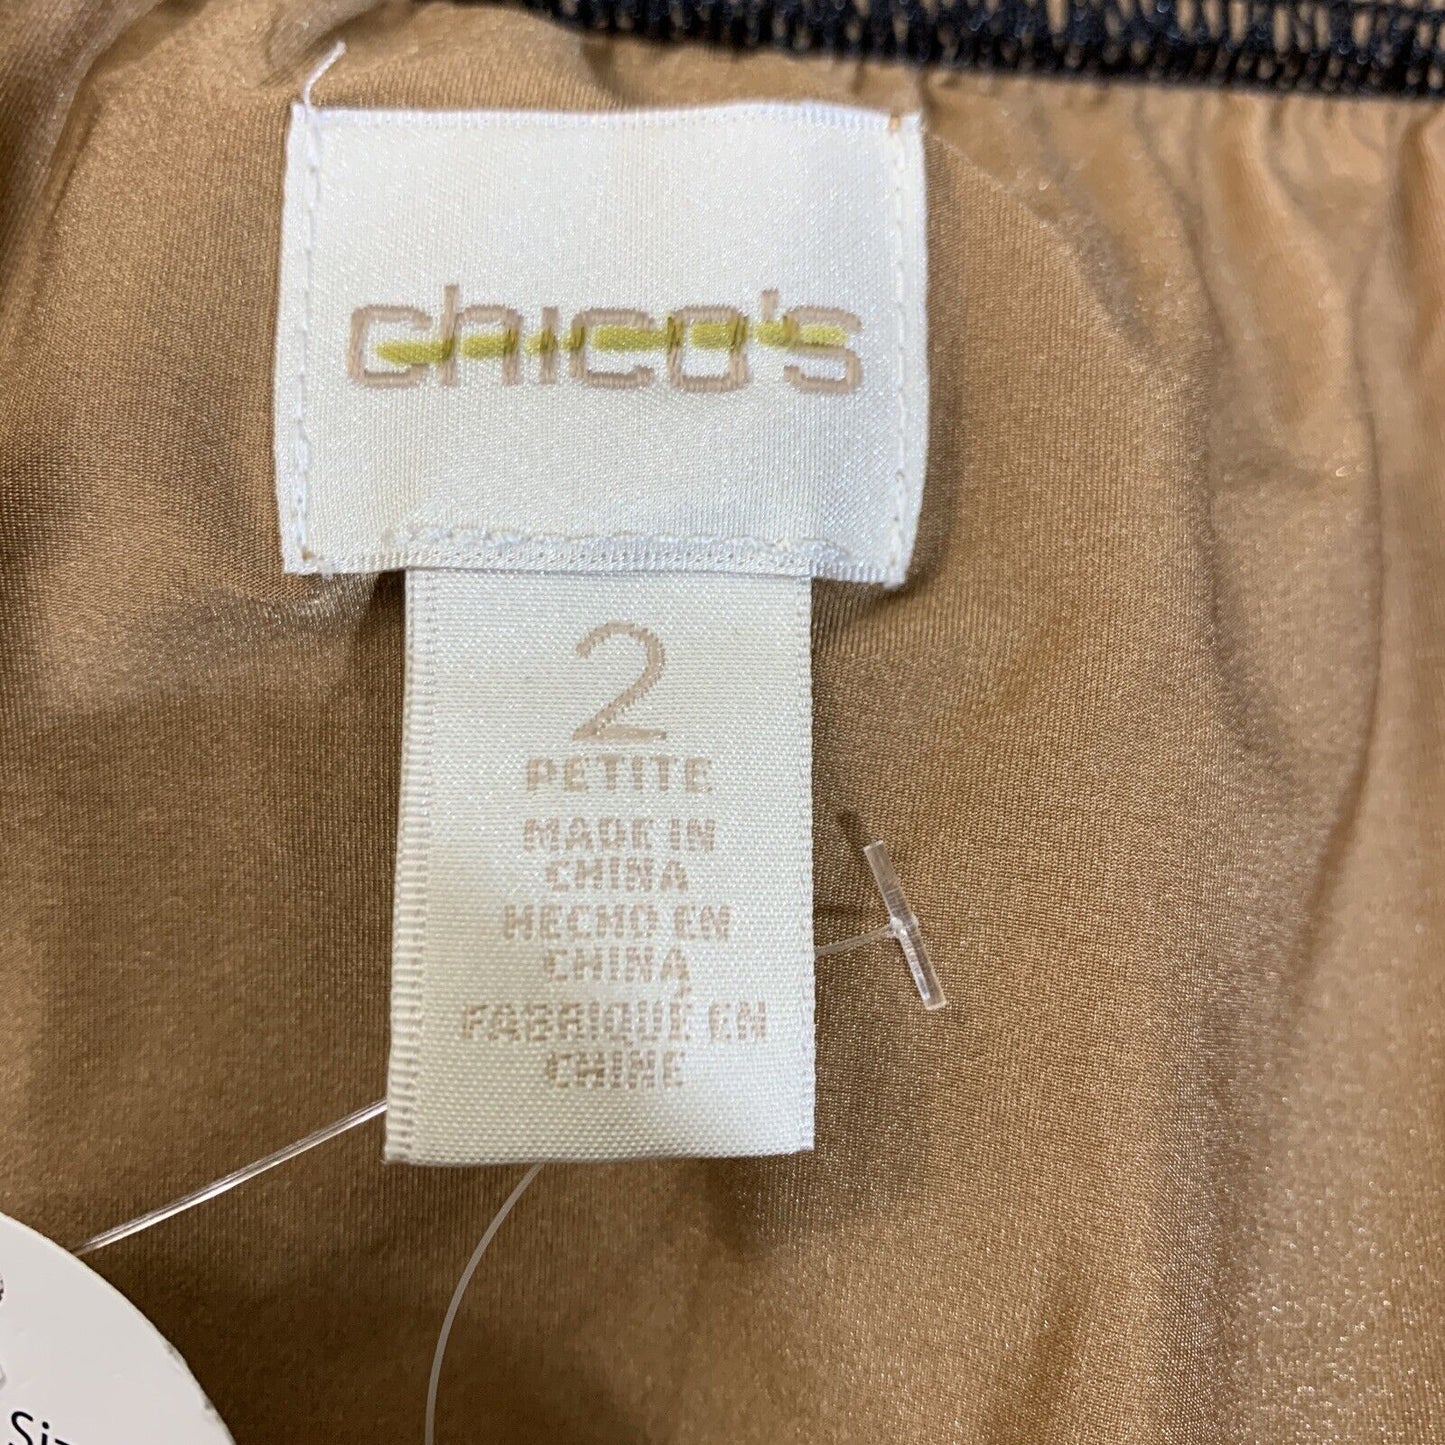 chico's
2
PETITE
MADE IN
CHINA
HECHO EN
CHINA
FABRIQUÉ EN
CHINE